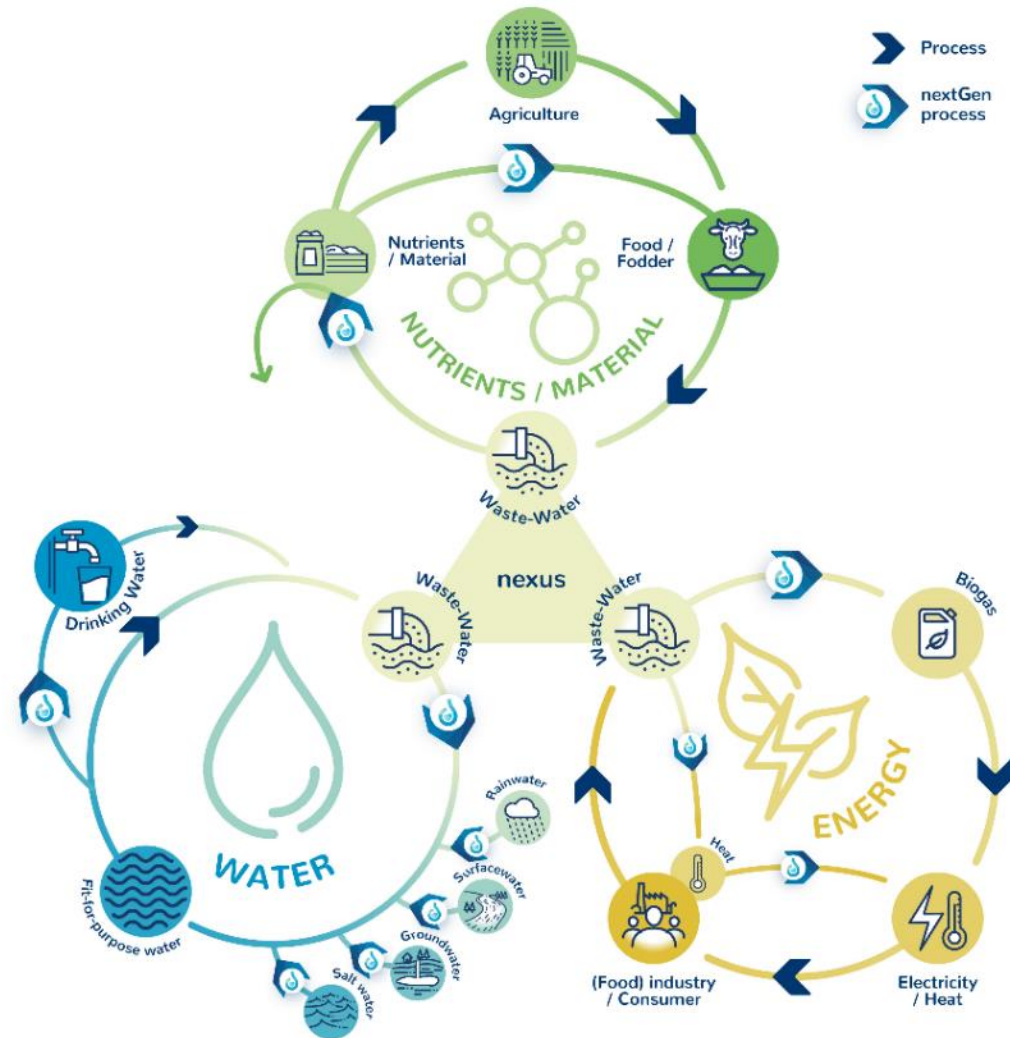 Process
nextGen
process
Agriculture
Nutrients
/ Material
Food /
Fodder
NUTRIENTS / MATERIAL
Waste-Water
nexus
Waste-Water
Waste-Water
Drinking Water
WATER
Fit-for-purpose water
Rainwater
Surfacewater
Groundwater
Salt water
Biogas
ENERGY
Heat
(Food) industry
/ Consumer
Electricity
/ Heat